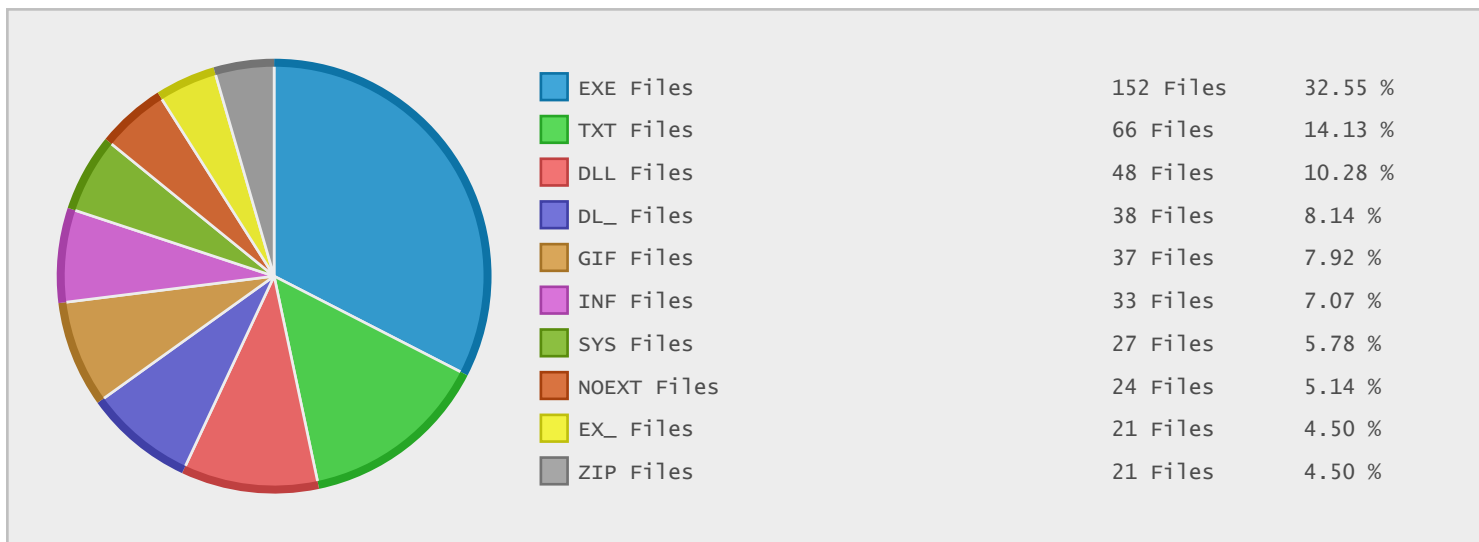 EXE Files 152 Files 32.55 %
TXT Files 66 Files 14.13 %
DLL Files 48 Files 10.28 %
DL_ Files 38 Files 8.14 %
GIF Files 37 Files 7.92 %
INF Files 33 Files 7.07 %
SYS Files 27 Files 5.78 %
NOEXT Files 24 Files 5.14 %
EX_ Files 21 Files 4.50 %
ZIP Files 21 Files 4.50 %